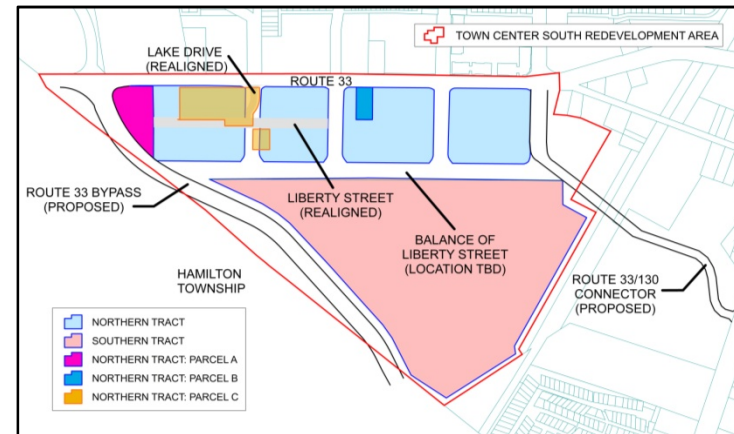 TOWN CENTER SOUTH REDEVELOPMENT AREA
LAKE DRIVE
(REALIGNED)
ROUTE 33
ROUTE 33 BYPASS
(PROPOSED)
LIBERTY STREET
(REALIGNED)
BALANCE OF
LIBERTY STREET
(LOCATION TBD)
HAMILTON
TOWNSHIP
ROUTE 33/130
CONNECTOR
(PROPOSED)
NORTHERN TRACT
SOUTHERN TRACT
NORTHERN TRACT: PARCEL A
NORTHERN TRACT: PARCEL B
NORTHERN TRACT: PARCEL C